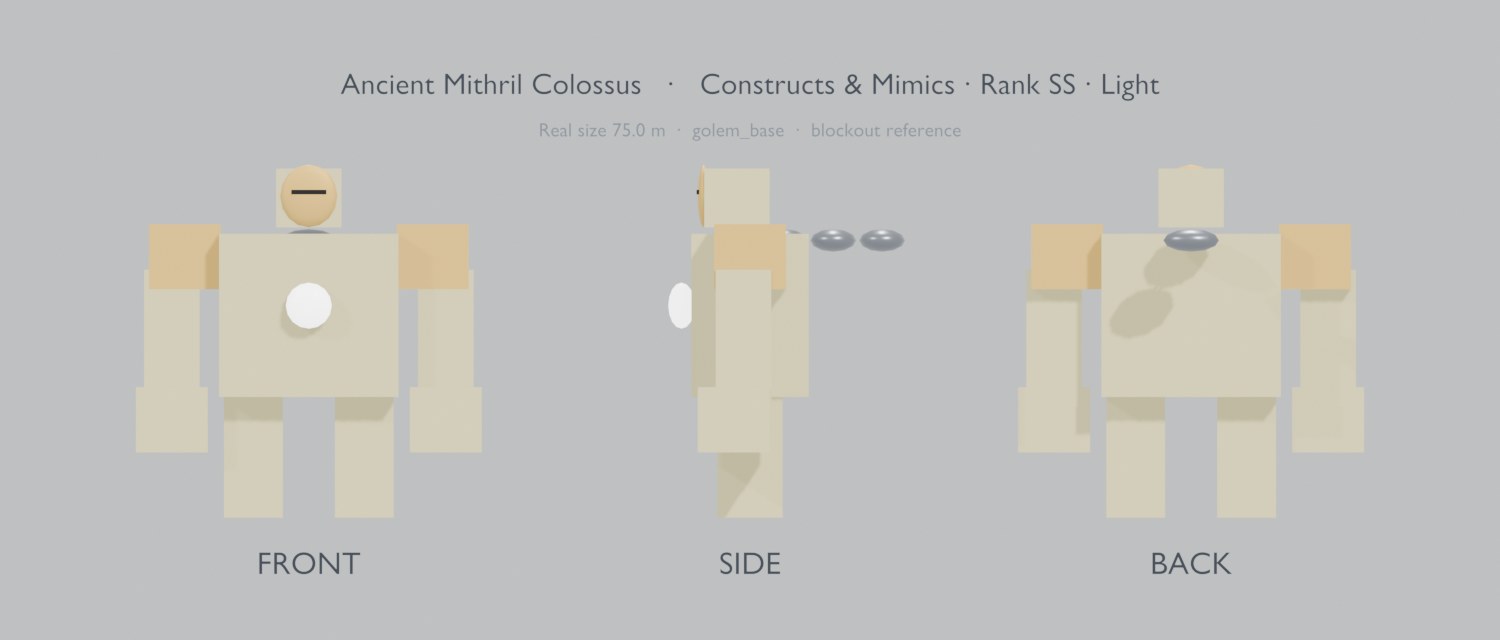 Ancient Mithril Colossus · Constructs & Mimics · Rank SS · Light
Real size 75.0 m · golem_base · blockout reference
FRONT SIDE BACK